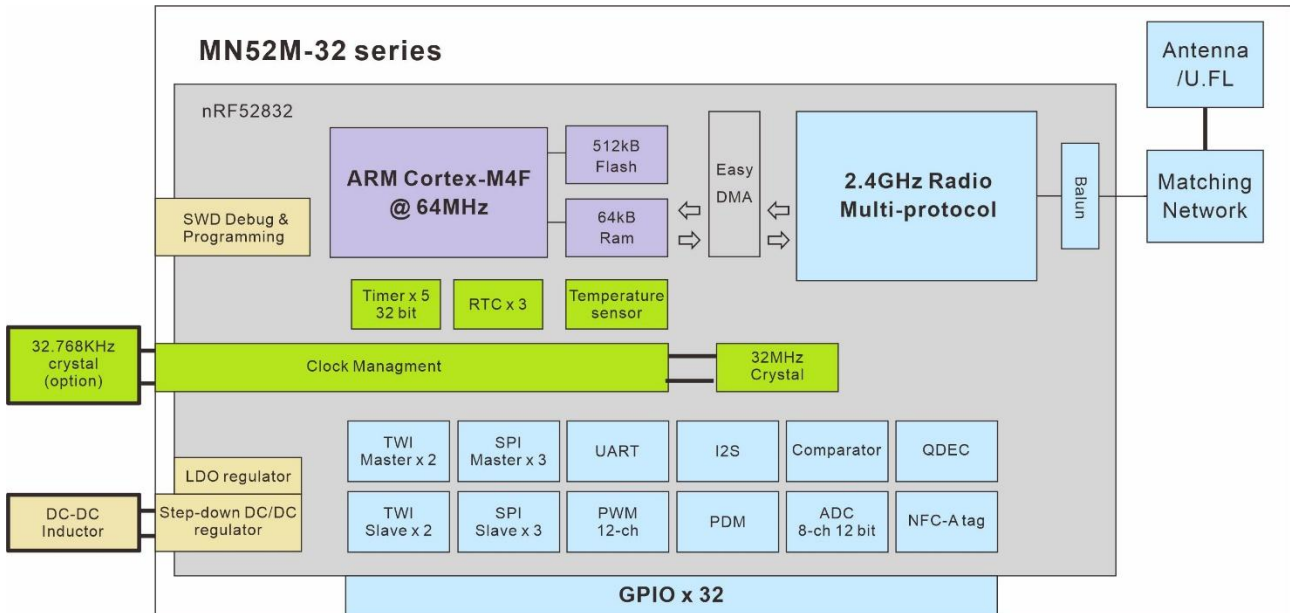 MN52M-32 series
Antenna
/U.FL
nRF52832
ARM Cortex-M4F
@ 64MHz
512kB
Flash
64kB
Ram
Easy
DMA
2.4GHz Radio
Multi-protocol
Balun
Matching
Network
SWD Debug &
Programming
Timer x 5
32 bit
RTC x 3
Temperature
sensor
32.768KHz
crystal
(option)
Clock Managment
32MHz
Crystal
TWI
Master x 2
SPI
Master x 3
UART
I2S
Comparator
QDEC
LDO regulator
DC-DC
Inductor
Step-down DC/DC
regulator
TWI
Slave x 2
SPI
Slave x 3
PWM
12-ch
PDM
ADC
8-ch 12 bit
NFC-A tag
GPIO x 32